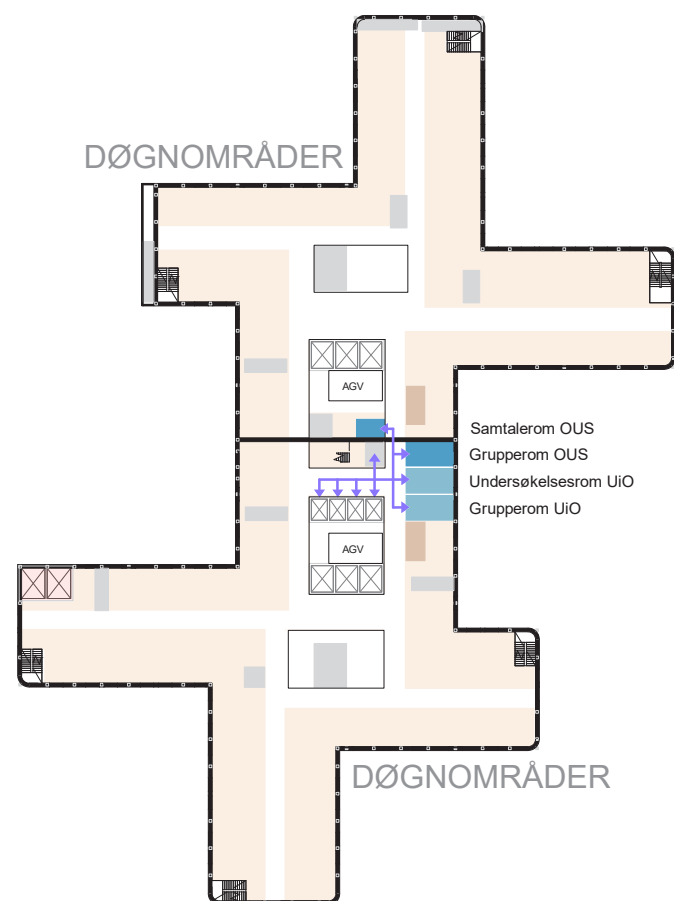 DØGNOMRÅDER
AGV
Samtalerom OUS
Grupperom OUS
Undersøkelsesrom UiO
Grupperom UiO
AGV
DØGNOMRÅDER